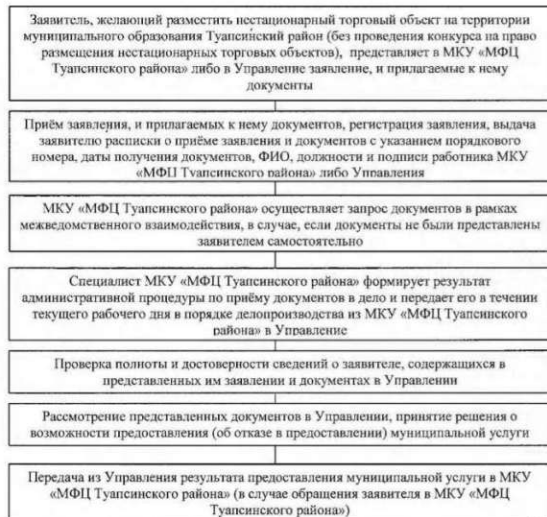 Заявитель, желающий разместить нестационарный торговый объект на территории
муниципального образования Туапсинский район (без проведения конкурса на право
размещения нестационарных торговых объектов), представляет в МКУ «МФЦ
Туапсинского района» либо в Управление заявление, и прилагаемые к нему
документы
Приём заявления, и прилагаемых к нему документов, регистрация заявления, выдача
заявителю расписки о приёме заявления и документов с указанием порядкового
номера, даты получения документов, ФИО, должности и подписи работника МКУ
«МФЦ Туапсинского района» либо Управления
МКУ «МФЦ Туапсинского района» осуществляет запрос документов в рамках
межведомственного взаимодействия, в случае, если документы не были представлены
заявителем самостоятельно
Специалист МКУ «МФЦ Туапсинского района» формирует результат
административной процедуры по приёму документов в дело и передает его в течении
текущего рабочего дня в порядке делопроизводства из МКУ «МФЦ Туапсинского
района» в Управление
Проверка полноты и достоверности сведений о заявителе, содержащихся в
представленных им заявлении и документах в Управлении
Рассмотрение представленных документов в Управлении, принятие решения о
возможности предоставления (об отказе в предоставлении) муниципальной услуги
Передача из Управления результата предоставления муниципальной услуги в МКУ
«МФЦ Туапсинского района» (в случае обращения заявителя в МКУ «МФЦ
Туапсинского района»)